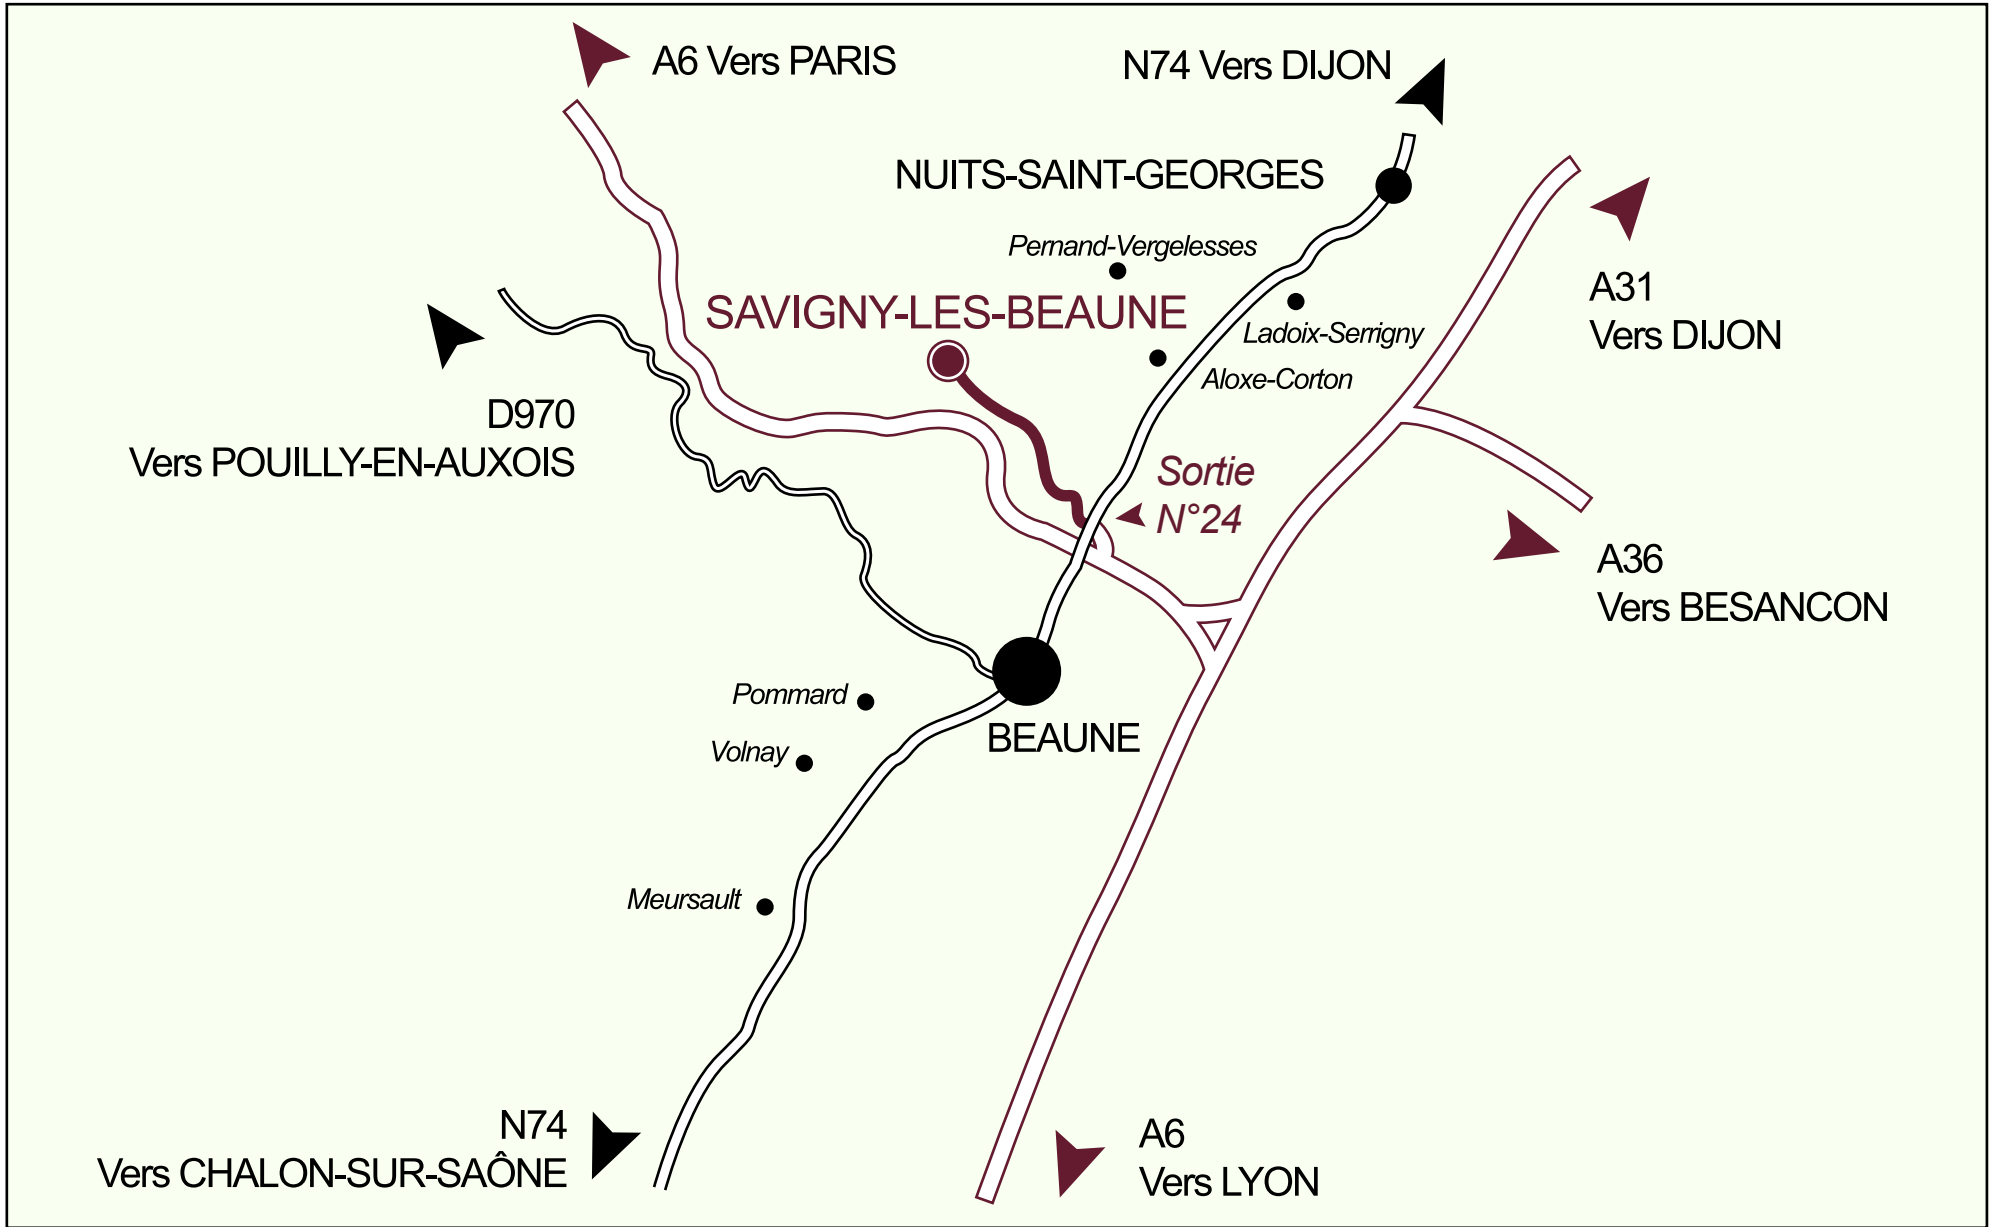 A6 Vers PARIS
N74 Vers DIJON
NUITS-SAINT-GEORGES
Pernand-Vergelesses
SAVIGNY-LES-BEAUNE
Ladoix-Serrigny
Aloxe-Corton
A31
Vers DIJON
D970
Vers POUILLY-EN-AUXOIS
Sortie
N°24
A36
Vers BESANCON
Pommard
Volnay
BEAUNE
Meursault
N74
Vers CHALON-SUR-SAÔNE
A6
Vers LYON